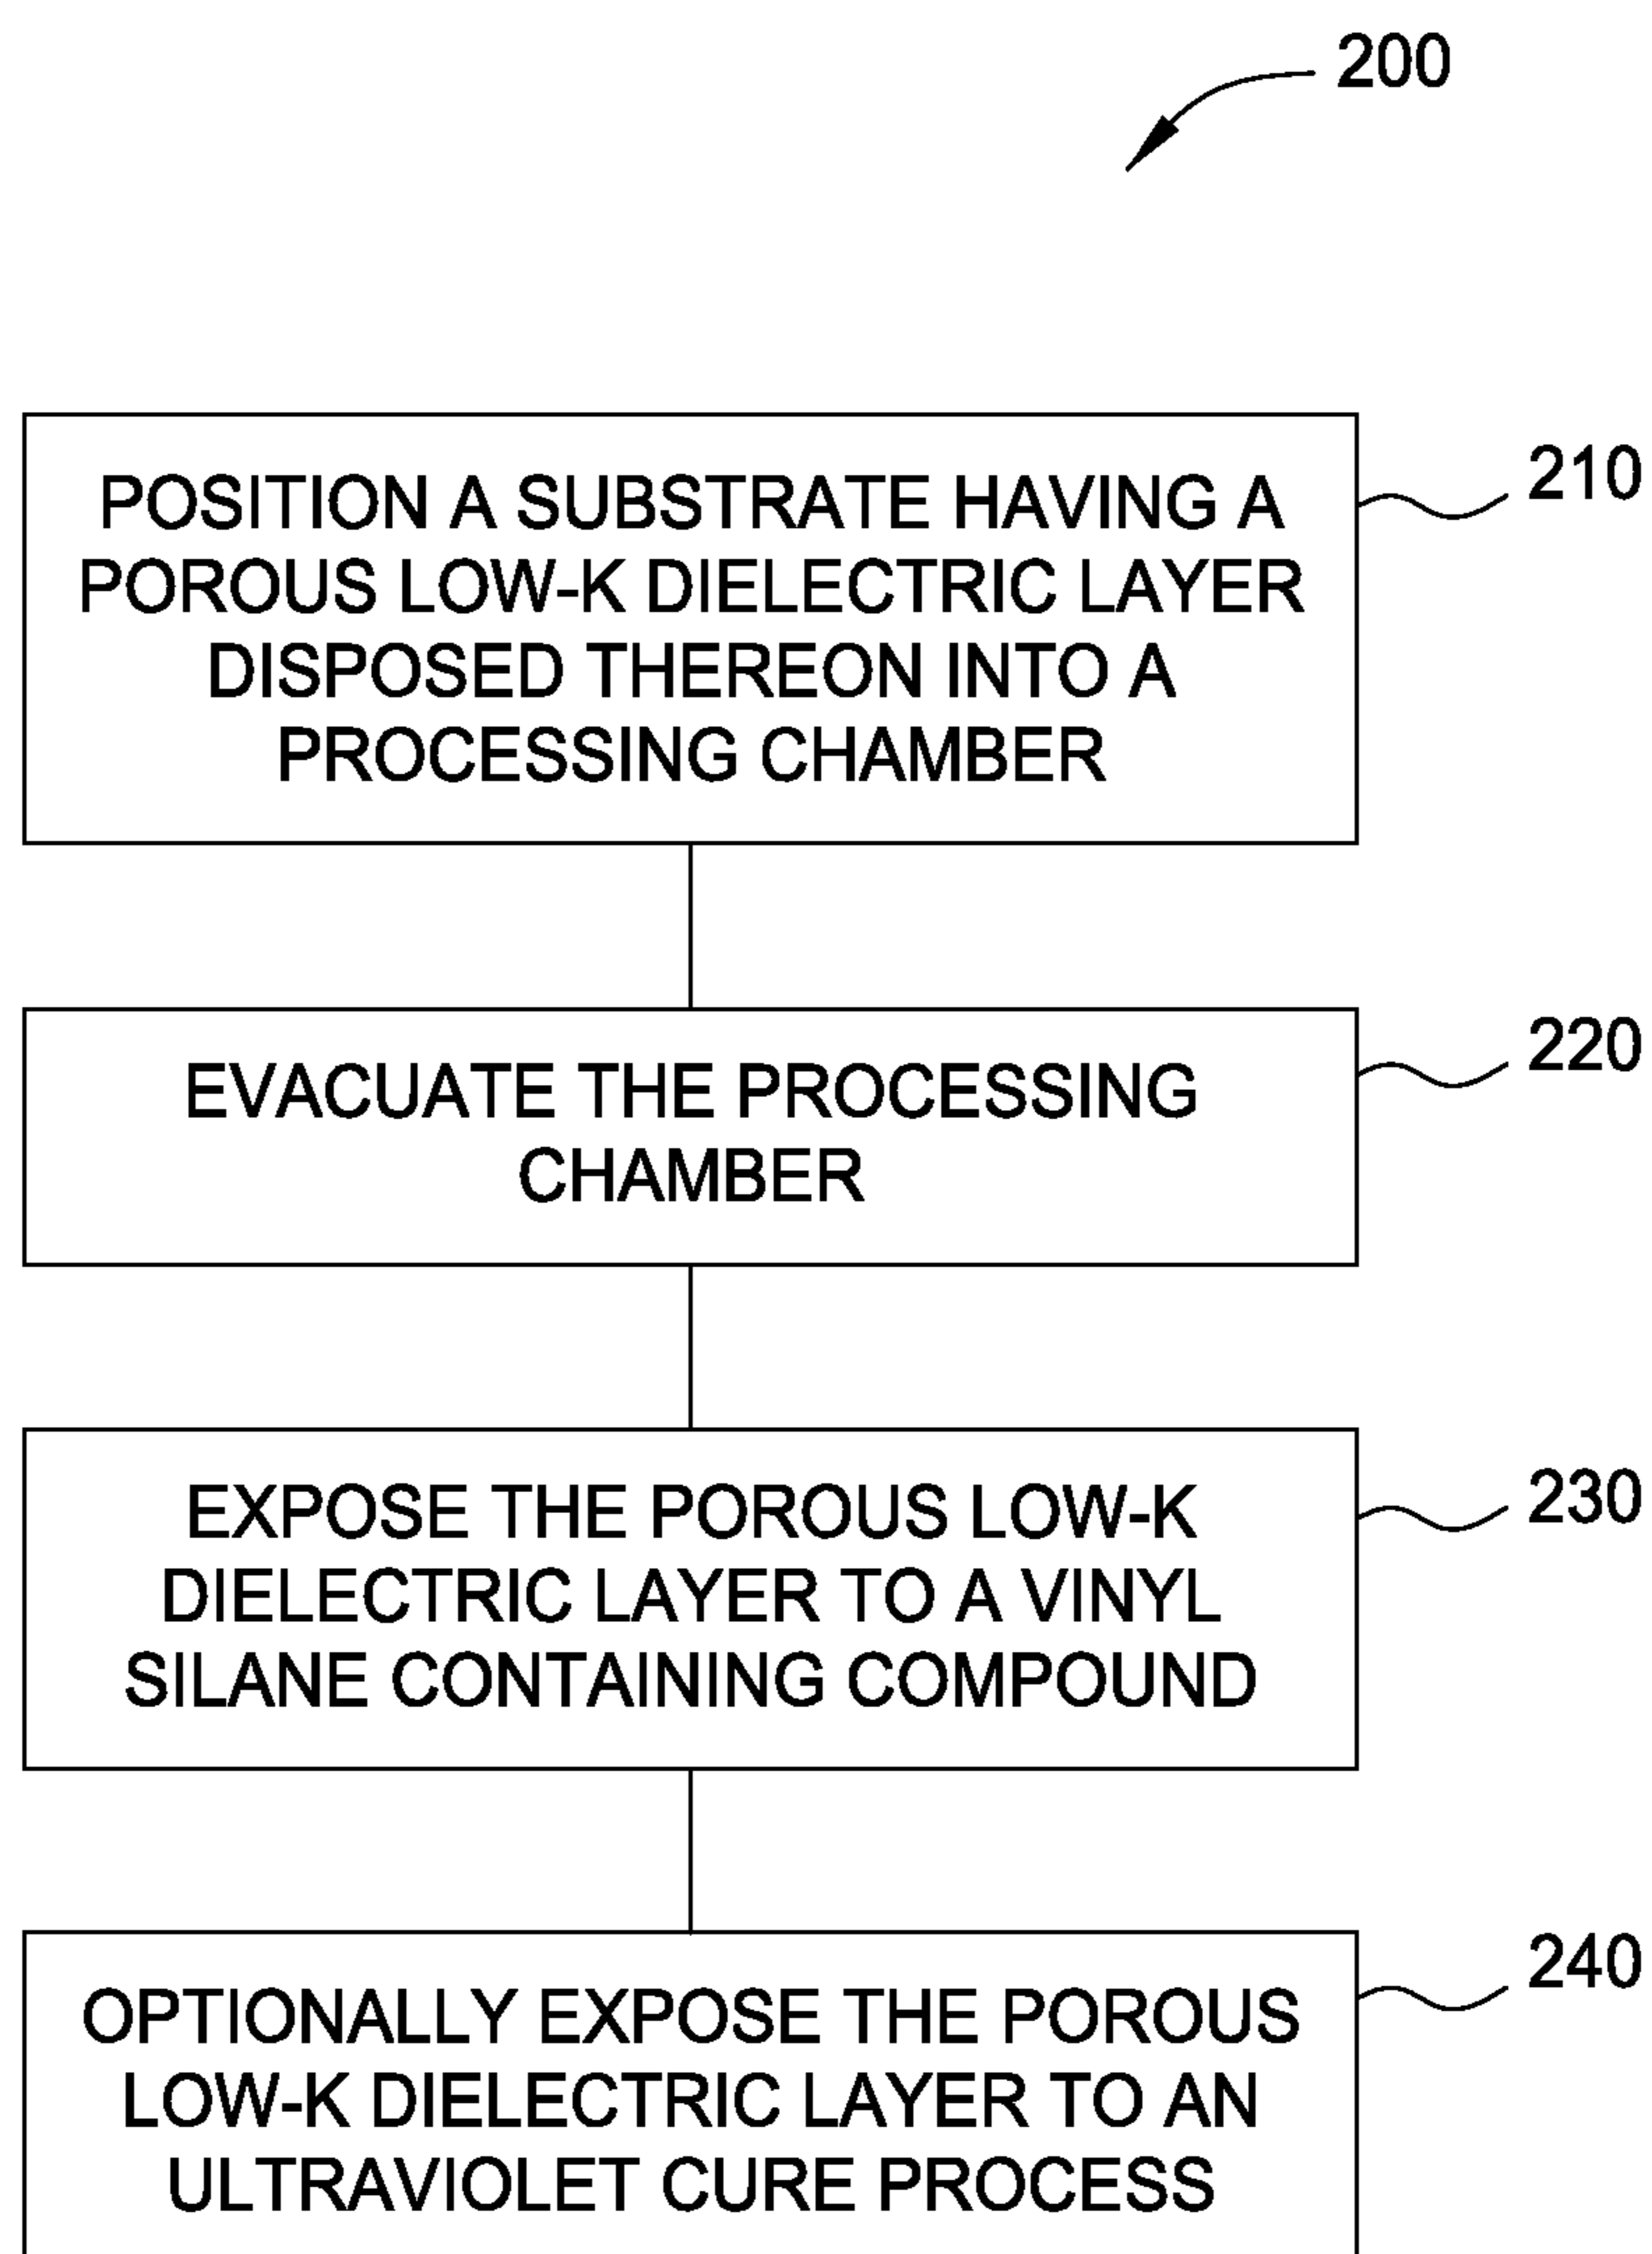 200
POSITION A SUBSTRATE HAVING A
POROUS LOW-K DIELECTRIC LAYER
DISPOSED THEREON INTO A
PROCESSING CHAMBER
210
EVACUATE THE PROCESSING
CHAMBER
220
EXPOSE THE POROUS LOW-K
DIELECTRIC LAYER TO A VINYL
SILANE CONTAINING COMPOUND
230
OPTIONALLY EXPOSE THE POROUS
LOW-K DIELECTRIC LAYER TO AN
ULTRAVIOLET CURE PROCESS
240